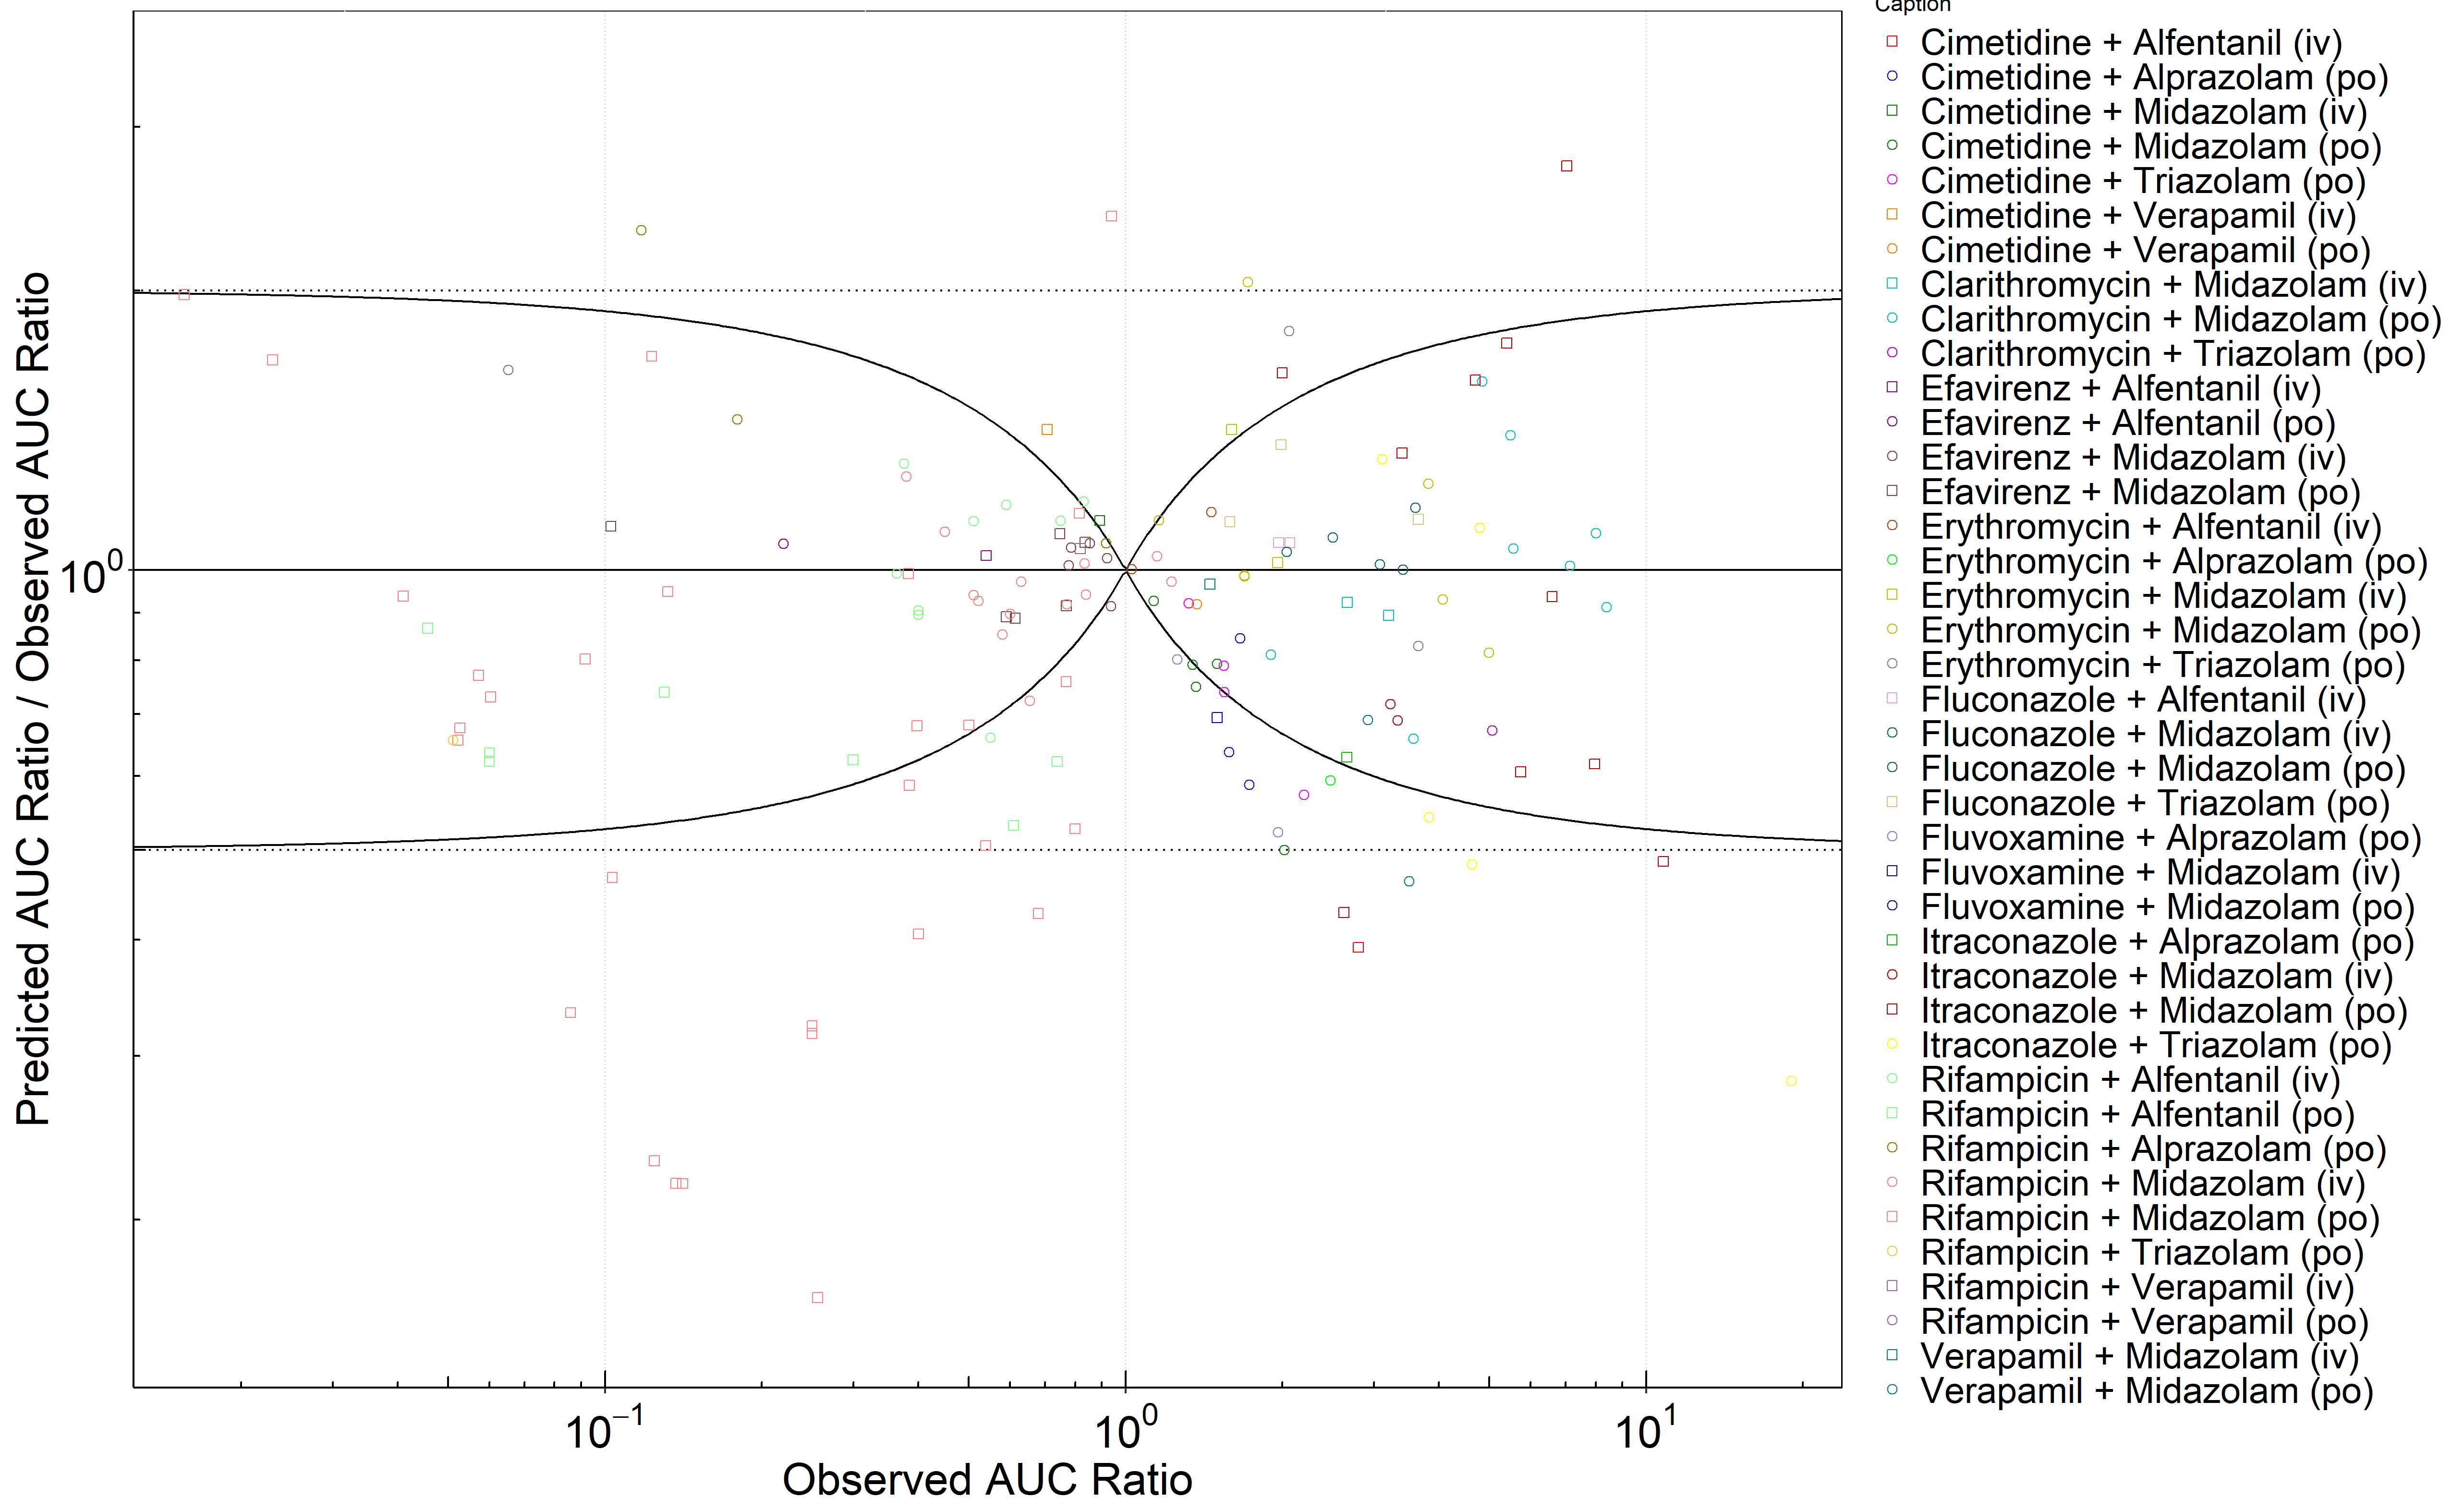 Caption
Cimetidine + Alfentanil (iv)
Cimetidine + Alprazolam (po)
Cimetidine + Midazolam (iv)
Cimetidine + Midazolam (po)
Cimetidine + Triazolam (po)
Cimetidine + Verapamil (iv)
Cimetidine + Verapamil (po)
Clarithromycin + Midazolam (iv)
Clarithromycin + Midazolam (po)
Clarithromycin + Triazolam (po)
Efavirenz + Alfentanil (iv)
Efavirenz + Alfentanil (po)
Efavirenz + Midazolam (iv)
Efavirenz + Midazolam (po)
Erythromycin + Alfentanil (iv)
Erythromycin + Alprazolam (po)
Erythromycin + Midazolam (iv)
Erythromycin + Midazolam (po)
Erythromycin + Triazolam (po)
Fluconazole + Alfentanil (iv)
Fluconazole + Midazolam (iv)
Fluconazole + Midazolam (po)
Fluconazole + Triazolam (po)
Fluvoxamine + Alprazolam (po)
Fluvoxamine + Midazolam (iv)
Fluvoxamine + Midazolam (po)
Itraconazole + Alprazolam (po)
Itraconazole + Midazolam (iv)
Itraconazole + Midazolam (po)
Itraconazole + Triazolam (po)
Rifampicin + Alfentanil (iv)
Rifampicin + Alfentanil (po)
Rifampicin + Alprazolam (po)
Rifampicin + Midazolam (iv)
Rifampicin + Midazolam (po)
Rifampicin + Triazolam (po)
Rifampicin + Verapamil (iv)
Rifampicin + Verapamil (po)
Verapamil + Midazolam (iv)
Verapamil + Midazolam (po)
Predicted AUC Ratio / Observed AUC Ratio
10⁰
10⁻¹ 10⁰ 10¹
Observed AUC Ratio